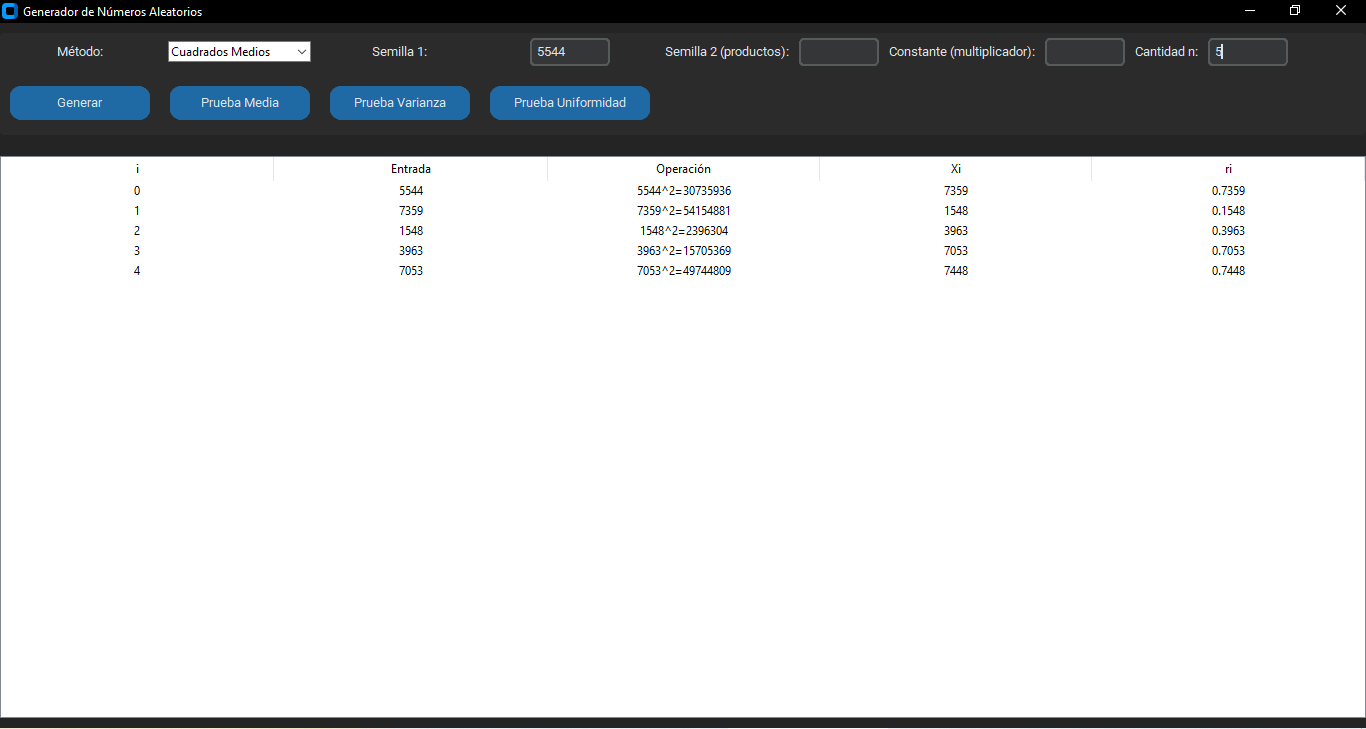 Generador de Números Aleatorios
Método: Cuadrados Medios Semilla 1: 5544 Semilla 2 (productos): Constante (multiplicador): Cantidad n: 5
Generar Prueba Media Prueba Varianza Prueba Uniformidad
i Entrada Operación Xi ri
0 5544 5544^2=30735936 7359 0.7359
1 7359 7359^2=54154881 1548 0.1548
2 1548 1548^2=2396304 3963 0.3963
3 3963 3963^2=15705369 7053 0.7053
4 7053 7053^2=49744809 7448 0.7448